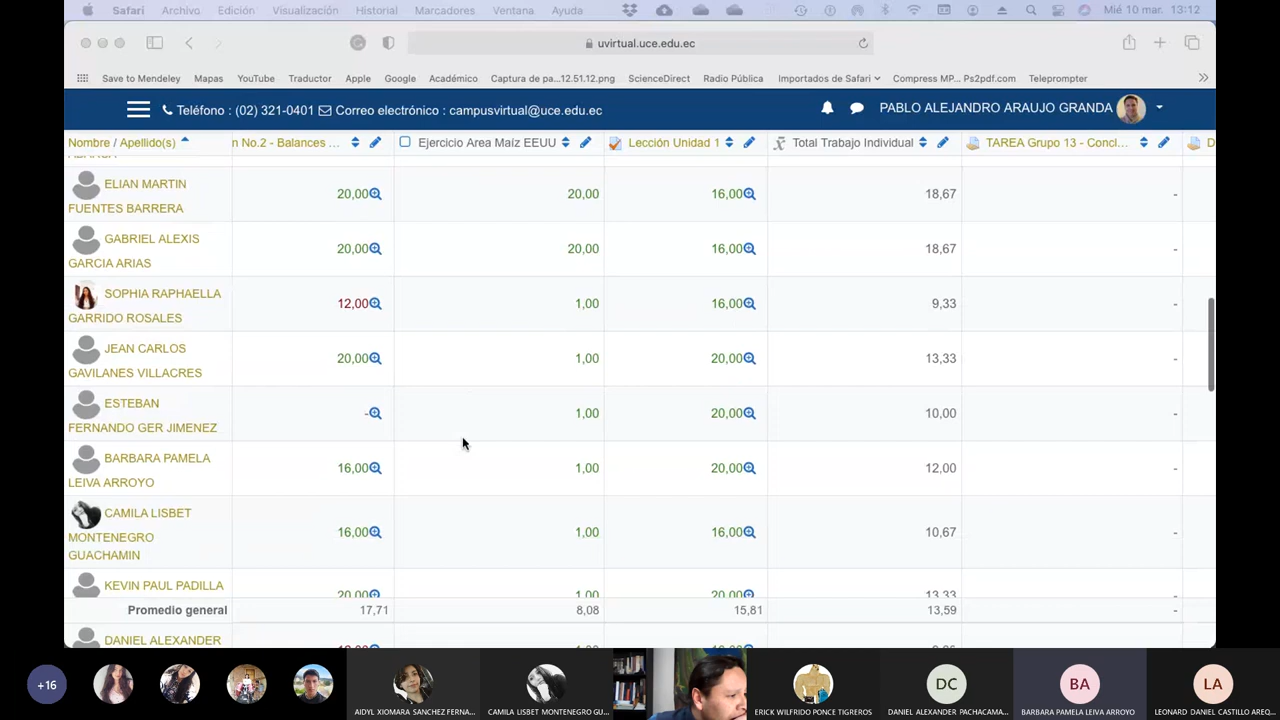 Safari Archivo Edición Visualización Historial Marcadores Ventana Ayuda Mié 10 mar. 13:12
uvirtual.uce.edu.ec
Save to Mendeley Mapas YouTube Traductor Apple Google Académico Captura de pa...12.51.12.png ScienceDirect Radio Pública Importados de Safari Compress MP... Ps2pdf.com Teleprompter
Teléfono : (02) 321-0401 Correo electrónico : campusvirtual@uce.edu.ec PABLO ALEJANDRO ARAUJO GRANDA
Nombre / Apellido(s) n No.2 - Balances ... Ejercicio Area Maíz EEUU Lección Unidad 1 Total Trabajo Individual TAREA Grupo 13 - Concl... D
ELIAN MARTIN
FUENTES BARRERA
20,00 20,00 16,00 18,67 -
GABRIEL ALEXIS
GARCIA ARIAS
20,00 20,00 16,00 18,67 -
SOPHIA RAPHAELLA
GARRIDO ROSALES
12,00 1,00 16,00 9,33 -
JEAN CARLOS
GAVILANES VILLACRES
20,00 1,00 20,00 13,33 -
ESTEBAN
FERNANDO GER JIMENEZ
- 1,00 20,00 10,00 -
BARBARA PAMELA
LEIVA ARROYO
16,00 1,00 20,00 12,00 -
CAMILA LISBET
MONTENEGRO
GUACHAMIN
16,00 1,00 16,00 10,67 -
KEVIN PAUL PADILLA
20,00 1,00 20,00 13,33 -
Promedio general 17,71 8,08 15,81 13,59 -
DANIEL ALEXANDER
+16 DC BA LA
AIDYL XIOMARA SANCHEZ FERNA... CAMILA LISBET MONTENEGRO GU... ERICK WILFRIDO PONCE TIGREROS DANIEL ALEXANDER PACHACAMA... BARBARA PAMELA LEIVA ARROYO LEONARD DANIEL CASTILLO AREQ...